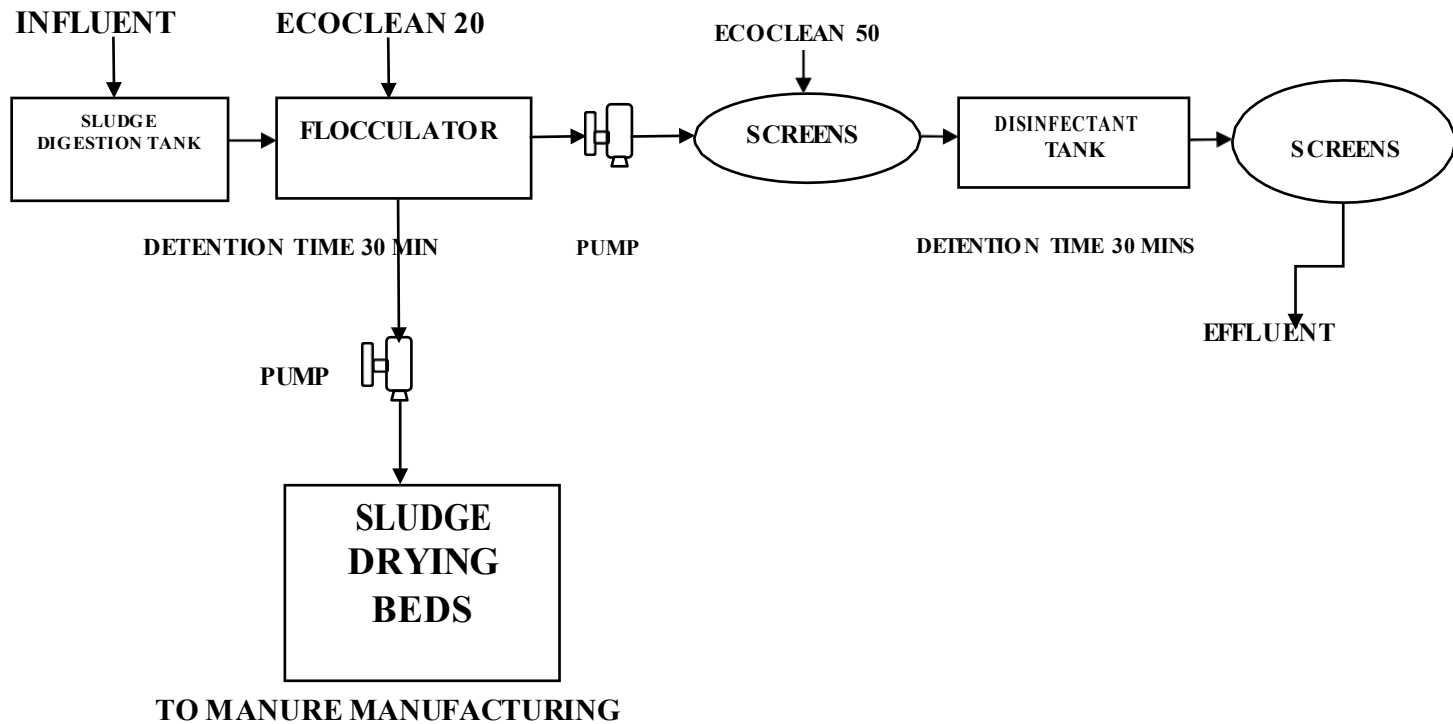 INFLUENT
ECOCLEAN 20
ECOCLEAN 50
SLUDGE
DIGESTION TANK
FLOCCULATOR
SCREENS
DISINFECTANT
TANK
SCREENS
DETENTION TIME 30 MIN
PUMP
DETENTION TIME 30 MINS
EFFLUENT
PUMP
SLUDGE
DRYING
BEDS
TO MANURE MANUFACTURING